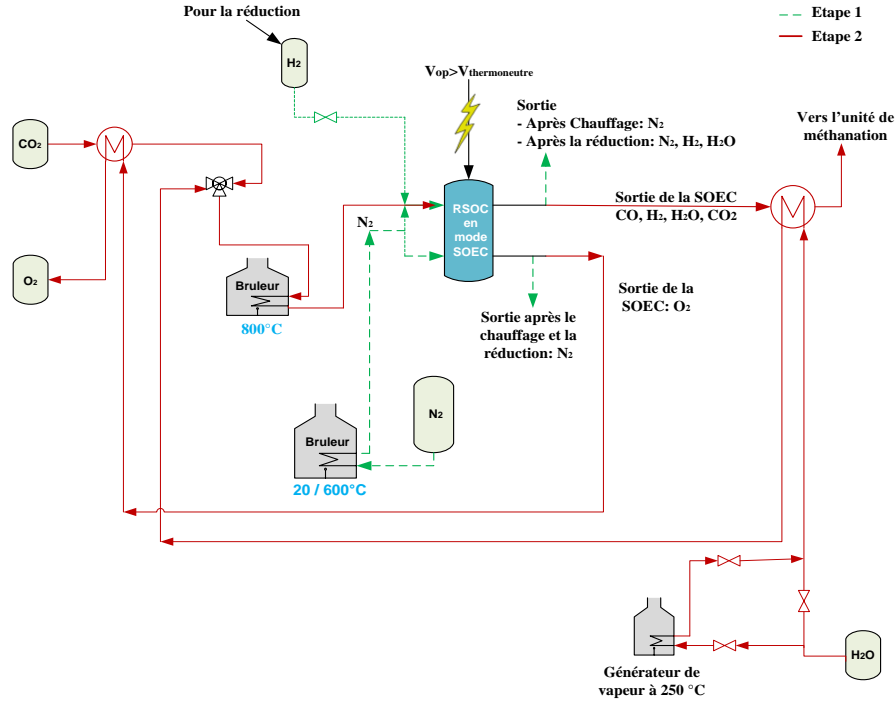 Pour la réduction
Etape 1
Etape 2
H2
Vop>Vthermoneutre
Sortie
- Après Chauffage: N2
- Après la réduction: N2, H2, H2O
Vers l'unité de
méthanation
CO2
RSOC
en
mode
SOEC
Sortie de la SOEC
CO, H2, H2O, CO2
N2
O2
Bruleur
800°C
Sortie de la
SOEC: O2
Sortie après le
chauffage et la
réduction: N2
N2
Bruleur
20 / 600°C
H2O
Générateur de
vapeur à 250 °C